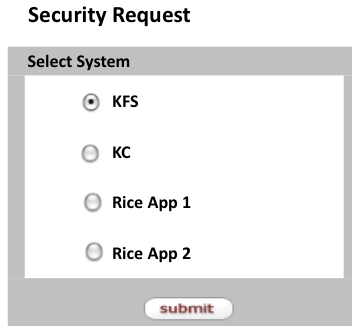 Security Request
Select System
KFS
KC
Rice App 1
Rice App 2
submit